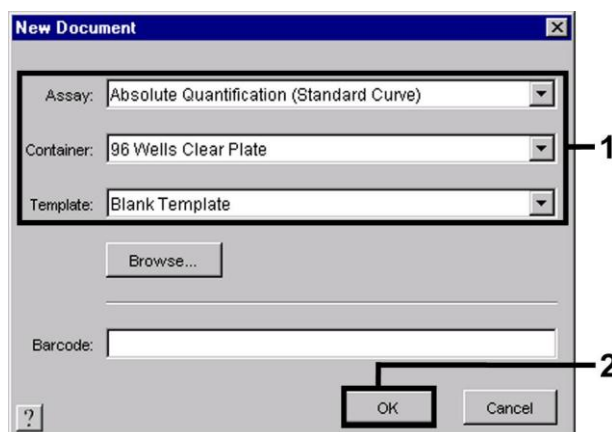 New Document
Assay: Absolute Quantification (Standard Curve)
Container: 96 Wells Clear Plate
1
Template: Blank Template
Browse...
Barcode:
2
OK Cancel
?